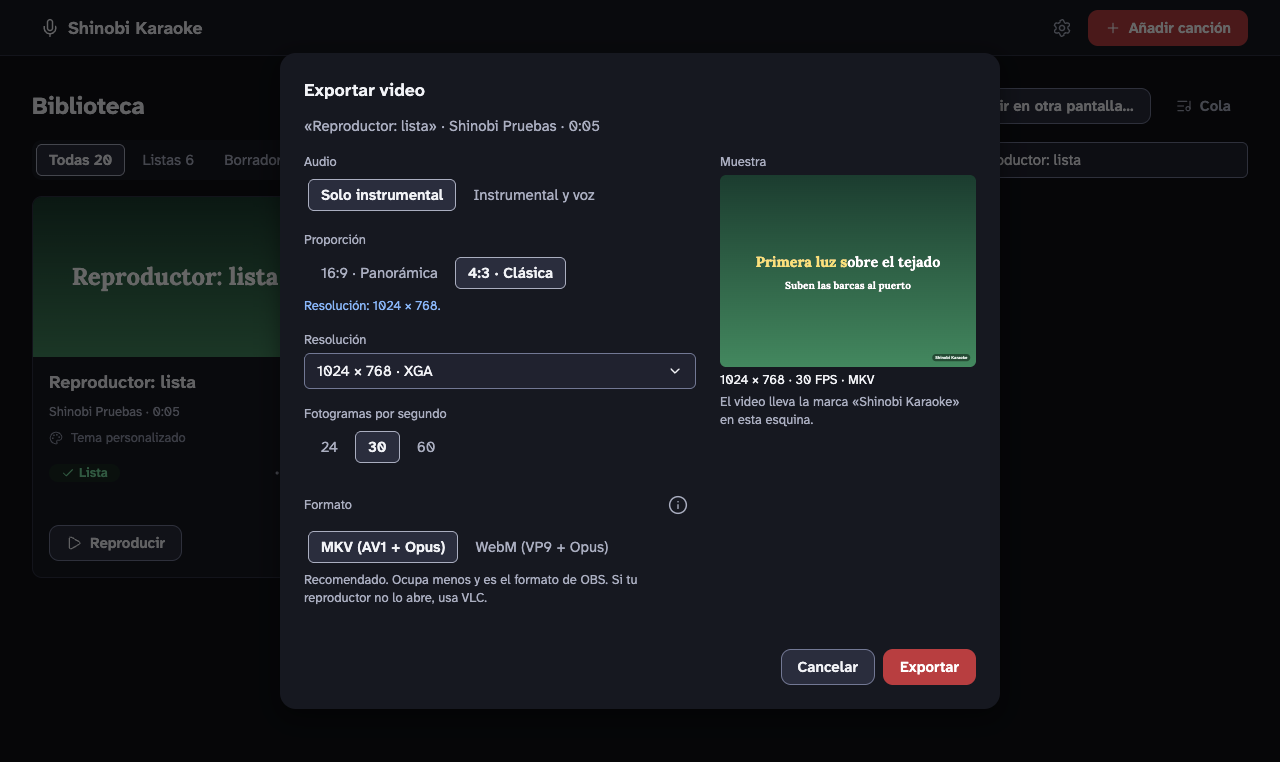 Shinobi Karaoke
Añadir canción
Biblioteca
ir en otra pantalla...
Cola
Todas 20
Listas 6
Borrador
oductor: lista
Reproductor: lista
Reproductor: lista
Shinobi Pruebas · 0:05
Tema personalizado
Lista
Reproducir
Exportar video
«Reproductor: lista» · Shinobi Pruebas · 0:05
Audio
Solo instrumental
Instrumental y voz
Proporción
16:9 · Panorámica
4:3 · Clásica
Resolución: 1024 × 768.
Resolución
1024 × 768 · XGA
Fotogramas por segundo
24
30
60
Formato
MKV (AV1 + Opus)
WebM (VP9 + Opus)
Recomendado. Ocupa menos y es el formato de OBS. Si tu
reproductor no lo abre, usa VLC.
Muestra
Primera luz sobre el tejado
Suben las barcas al puerto
Shinobi Karaoke
1024 × 768 · 30 FPS · MKV
El video lleva la marca «Shinobi Karaoke»
en esta esquina.
Cancelar
Exportar